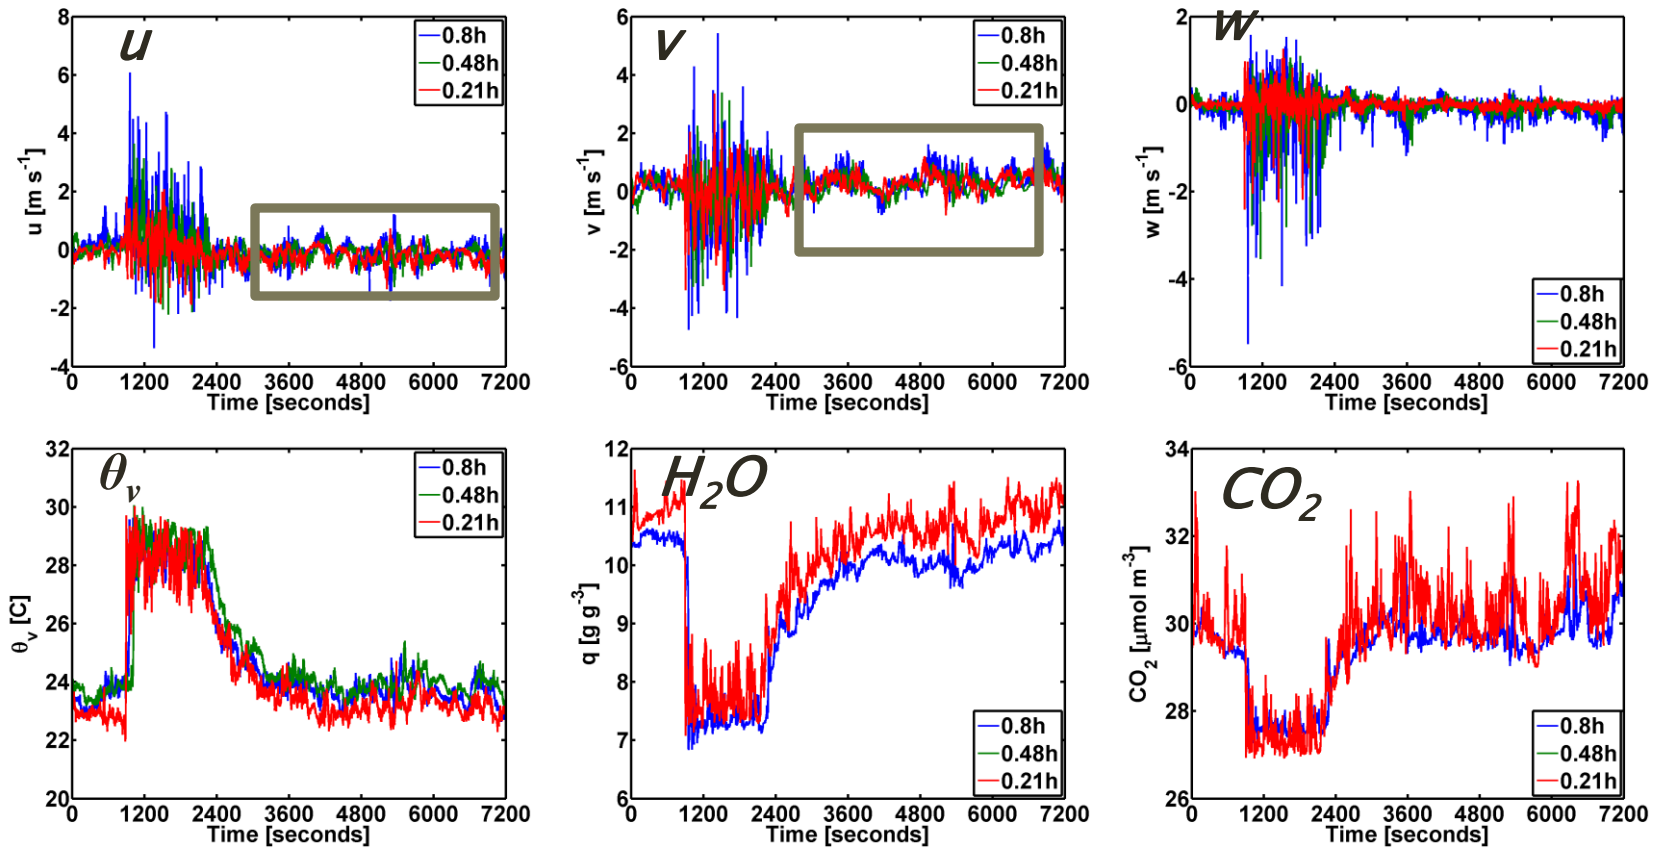 u
8
6
4
2
0
-2
-4
u [m s⁻¹]
0.8h
0.48h
0.21h
0 1200 2400 3600 4800 6000 7200
Time [seconds]
v
6
4
2
0
-2
-4
-6
v [m s⁻¹]
0.8h
0.48h
0.21h
0 1200 2400 3600 4800 6000 7200
Time [seconds]
w
2
0
-2
-4
-6
w [m s⁻¹]
0.8h
0.48h
0.21h
0 1200 2400 3600 4800 6000 7200
Time [seconds]
θᵥ
32
30
28
26
24
22
20
θᵥ [C]
0.8h
0.48h
0.21h
0 1200 2400 3600 4800 6000 7200
Time [seconds]
H₂O
12
11
10
9
8
7
6
q [g g⁻³]
0.8h
0.48h
0.21h
0 1200 2400 3600 4800 6000 7200
Time [seconds]
CO₂
34
32
30
28
26
CO₂ [μmol m⁻³]
0.8h
0.48h
0.21h
0 1200 2400 3600 4800 6000 7200
Time [seconds]